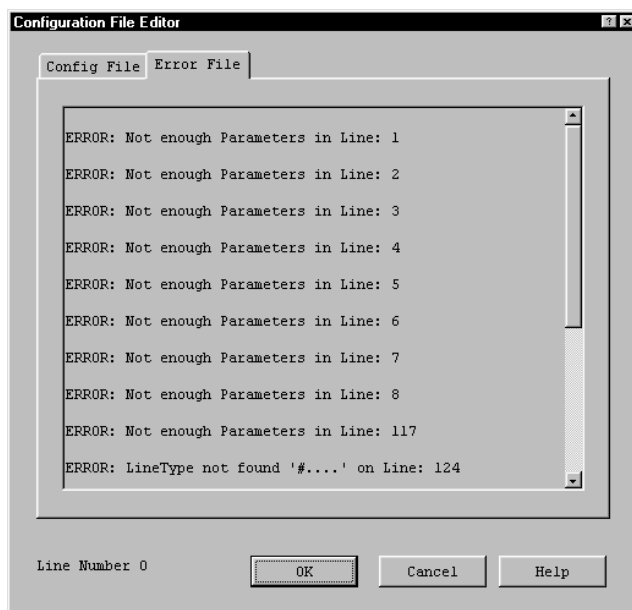 Configuration File Editor
Config File
Error File
ERROR: Not enough Parameters in Line: 1
ERROR: Not enough Parameters in Line: 2
ERROR: Not enough Parameters in Line: 3
ERROR: Not enough Parameters in Line: 4
ERROR: Not enough Parameters in Line: 5
ERROR: Not enough Parameters in Line: 6
ERROR: Not enough Parameters in Line: 7
ERROR: Not enough Parameters in Line: 8
ERROR: Not enough Parameters in Line: 117
ERROR: LineType not found '#....' on Line: 124
Line Number 0
OK
Cancel
Help